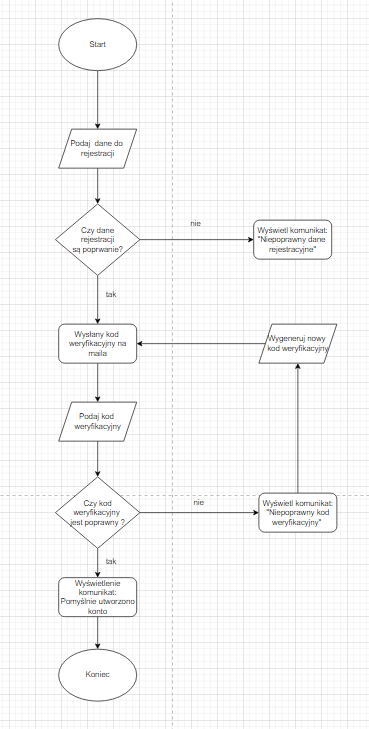 Start
Podaj dane do
rejestracji
Czy dane
rejestracji
są poprwanie?
nie
Wyświetl komunikat:
"Niepoprawny dane
rejestracyjne"
tak
Wysłany kod
weryfikacyjny na
maila
Wygeneruj nowy
kod weryfikacyjny
Podaj kod
weryfikacyjny
Czy kod
weryfikacyjny
jest poprawny ?
nie
Wyświetl komunikat:
"Niepoprawny kod
weryfikacyjny"
tak
Wyświetlenie
komunikat:
Pomyślnie utworzono
konto
Koniec